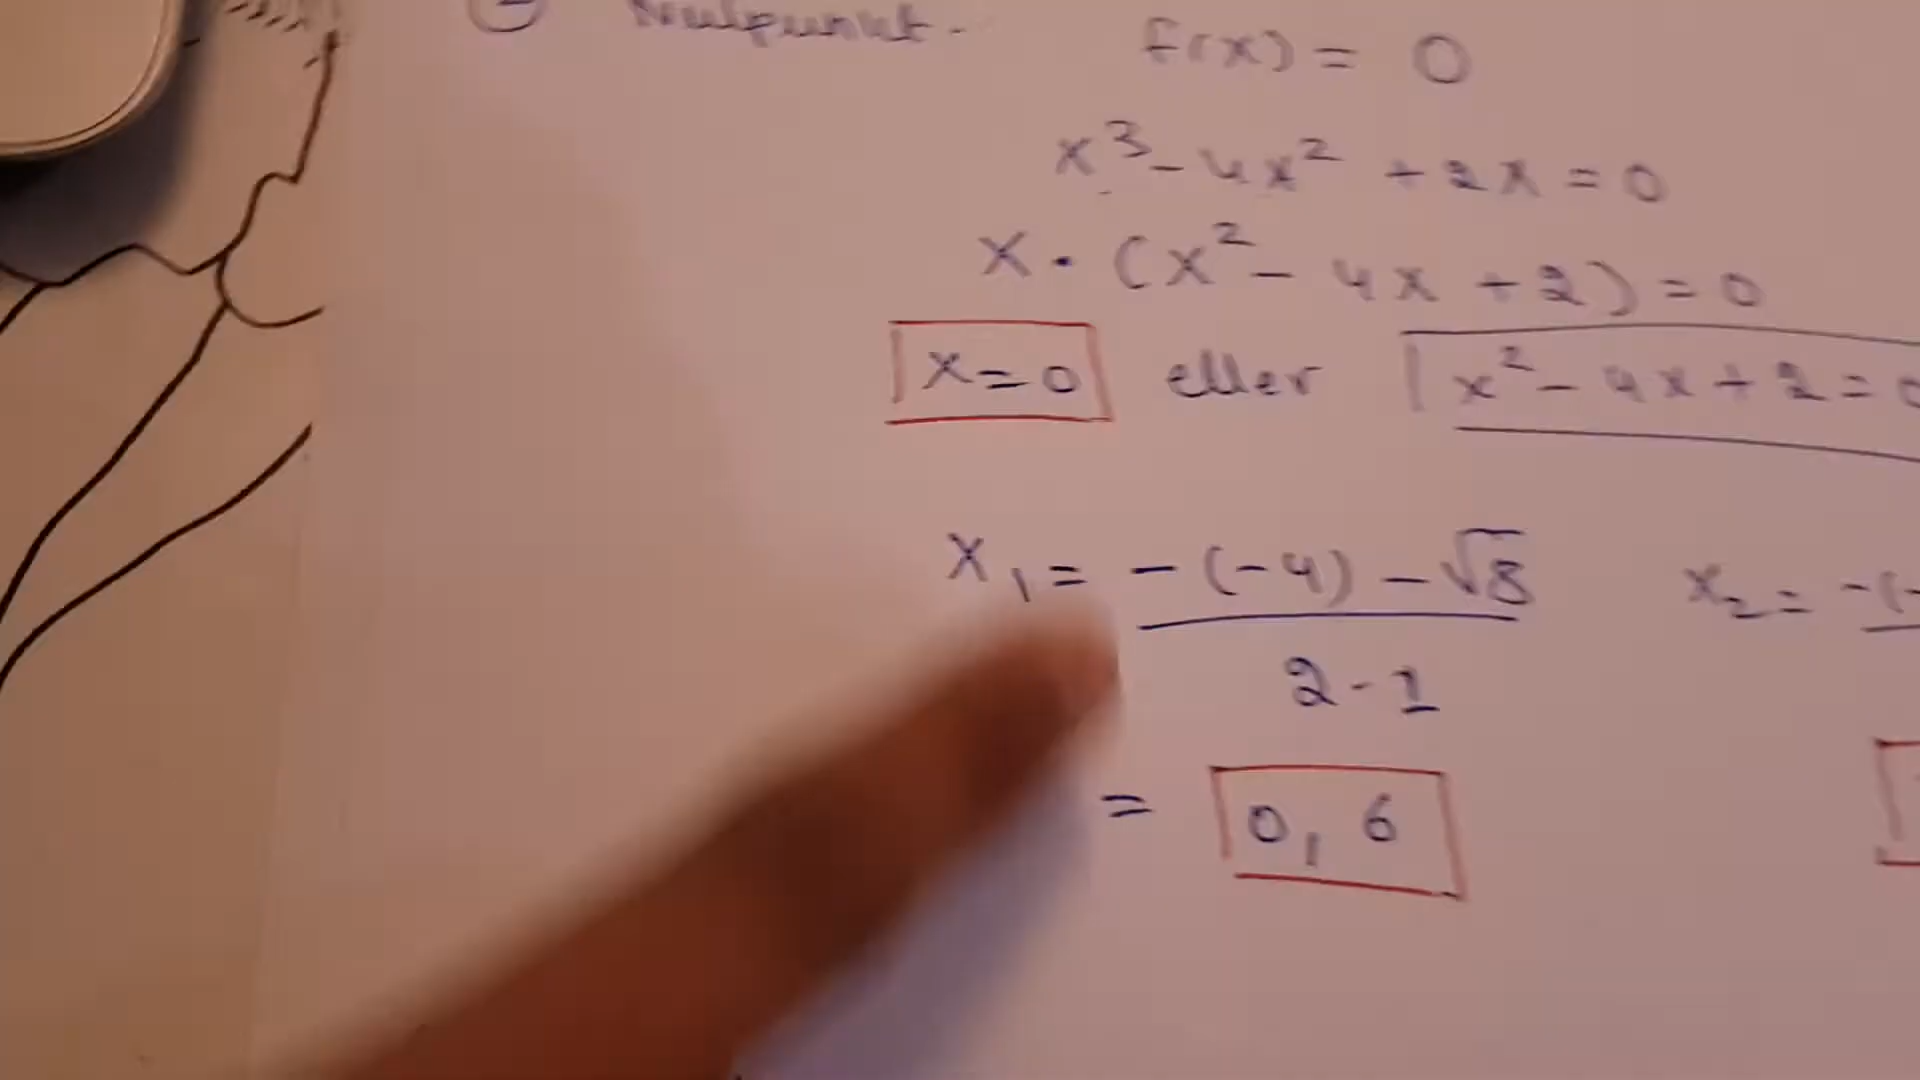 Nulpunkt. f(x) = 0
x³ - 4x² + 2x = 0
x · (x² - 4x + 2) = 0
x = 0 eller x² - 4x + 2 = 0
x₁ = -(-4) - √8 x₂ = -(-
2 · 1
= 0,6